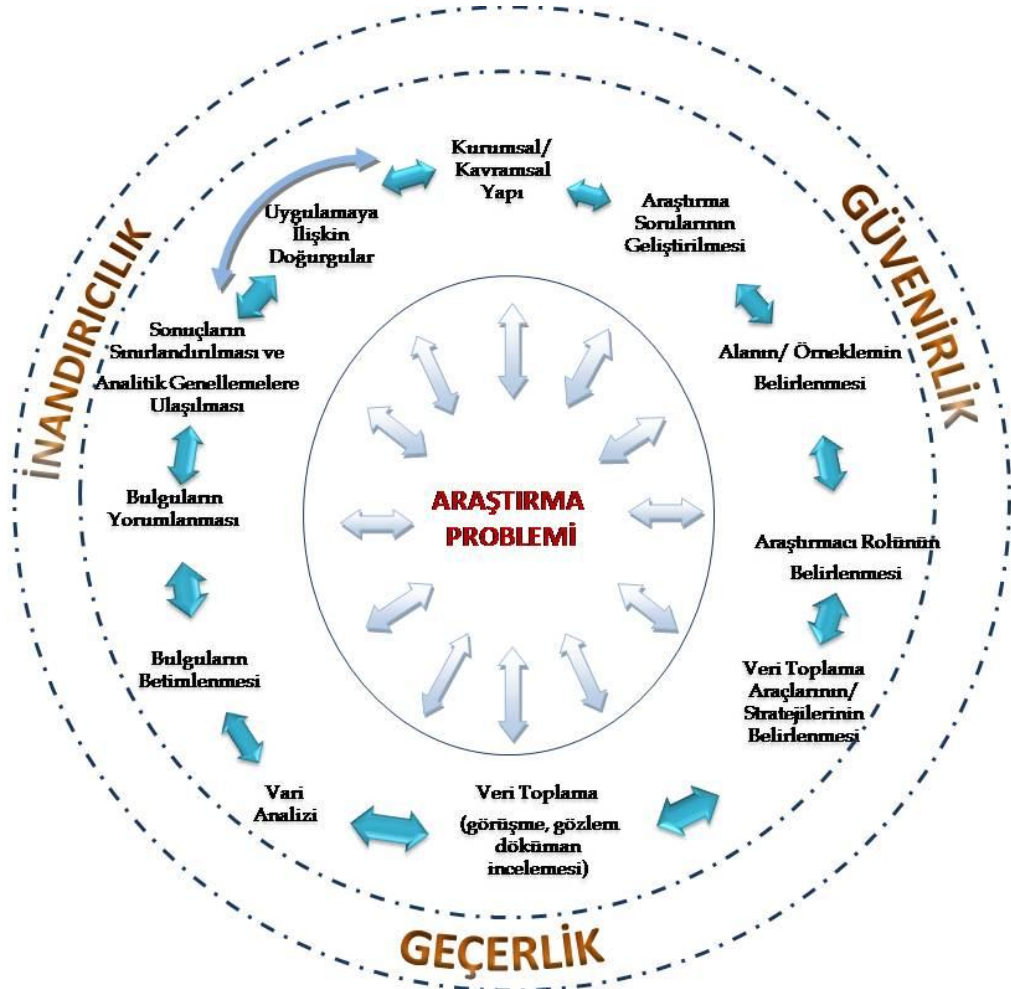 Kurumsal/
Kavramsal
Yapı
Araştırma
Sorularının
Geliştirilmesi
Alanın/ Örneklemin
Belirlenmesi
Araştırmacı Rolünün
Belirlenmesi
Veri Toplama
Araçlarının/
Stratejilerinin
Belirlenmesi
Veri Toplama
(görüşme, gözlem
döküman
incelemesi)
Vari
Analizi
Bulguların
Betimlenmesi
Bulguların
Yorumlanması
Sonuçların
Sınırlandırılması ve
Analitik Genellemelere
Ulaşılması
Uygulamaya
İlişkin
Doğurgular
ARAŞTIRMA
PROBLEMİ
İNANDIRICILIK
GÜVENİRLİK
GEÇERLİK